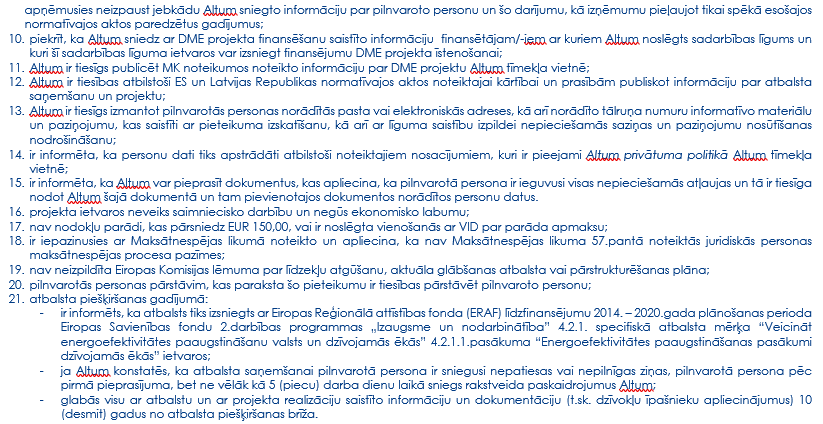 apņēmusies neizpaust jebkādu Altum sniegto informāciju par pilnvaroto personu un šo darījumu, kā izņēmumu pieļaujot tikai spēkā esošajos
normatīvajos aktos paredzētus gadījumus;
10. piekrīt, ka Altum sniedz ar DME projekta finansēšanu saistīto informāciju finansētājam/-iem ar kuriem Altum noslēgts sadarbības līgums un
kuri šī sadarbības līguma ietvaros var izsniegt finansējumu DME projekta īstenošanai;
11. Altum ir tiesīgs publicēt MK noteikumos noteikto informāciju par DME projektu Altum tīmekļa vietnē;
12. Altum ir tiesības atbilstoši ES un Latvijas Republikas normatīvajos aktos noteiktajai kārtībai un prasībām publiskot informāciju par atbalsta
saņemšanu un projektu;
13. Altum ir tiesīgs izmantot pilnvarotās personas norādītās pasta vai elektroniskās adreses, kā arī norādīto tālruņa numuru informatīvo materiālu
un paziņojumu, kas saistīti ar pieteikuma izskatīšanu, kā arī ar līguma saistību izpildei nepieciešamās saziņas un paziņojumu nosūtīšanas
nodrošināšanu;
14. ir informēta, ka personu dati tiks apstrādāti atbilstoši noteiktajiem nosacījumiem, kuri ir pieejami Altum privātuma politikā Altum tīmekļa
vietnē;
15. ir informēta, ka Altum var pieprasīt dokumentus, kas apliecina, ka pilnvarotā persona ir ieguvusi visas nepieciešamās atļaujas un tā ir tiesīga
nodot Altum šajā dokumentā un tam pievienotajos dokumentos norādītos personu datus.
16. projekta ietvaros neveiks saimniecisko darbību un negūs ekonomisko labumu;
17. nav nodokļu parādi, kas pārsniedz EUR 150,00, vai ir noslēgta vienošanās ar VID par parāda apmaksu;
18. ir iepazinusies ar Maksātnespējas likumā noteikto un apliecina, ka nav Maksātnespējas likuma 57.pantā noteiktās juridiskās personas
maksātnespējas procesa pazīmes;
19. nav neizpildīta Eiropas Komisijas lēmuma par līdzekļu atgūšanu, aktuāla glābšanas atbalsta vai pārstrukturēšanas plāna;
20. pilnvarotās personas pārstāvim, kas paraksta šo pieteikumu ir tiesības pārstāvēt pilnvaroto personu;
21. atbalsta piešķiršanas gadījumā:
- ir informēts, ka atbalsts tiks izsniegts ar Eiropas Reģionālā attīstības fonda (ERAF) līdzfinansējumu 2014. – 2020.gada plānošanas perioda
Eiropas Savienības fondu 2.darbības programmas „Izaugsme un nodarbinātība” 4.2.1. specifiskā atbalsta mērķa “Veicināt
energoefektivitātes paaugstināšanu valsts un dzīvojamās ēkās” 4.2.1.1.pasākuma “Energoefektivitātes paaugstināšanas pasākumi
dzīvojamās ēkās” ietvaros;
- ja Altum konstatēs, ka atbalsta saņemšanai pilnvarotā persona ir sniegusi nepatiesas vai nepilnīgas ziņas, pilnvarotā persona pēc
pirmā pieprasījuma, bet ne vēlāk kā 5 (piecu) darba dienu laikā sniegs rakstveida paskaidrojumus Altum;
- glabās visu ar atbalstu un ar projekta realizāciju saistīto informāciju un dokumentāciju (t.sk. dzīvokļu īpašnieku apliecinājumus) 10
(desmit) gadus no atbalsta piešķiršanas brīža.